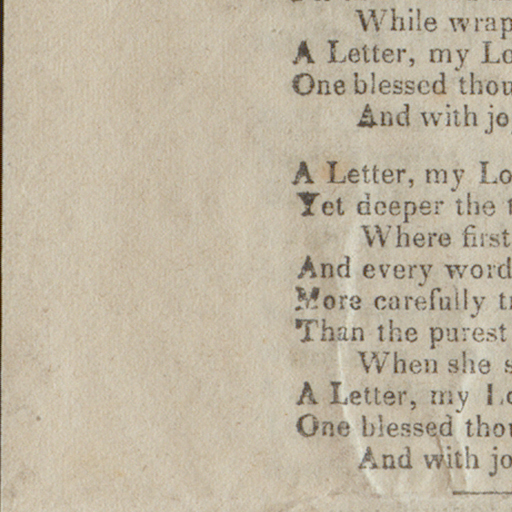 While wrap
A Letter, my Lo
One blessed thou
And with jo
A Letter, my Lo
Yet deeper the t
Where first
And every word
More carefully tr
Than the purest
When she s
A Letter, my Lo
One blessed thou
And with jo